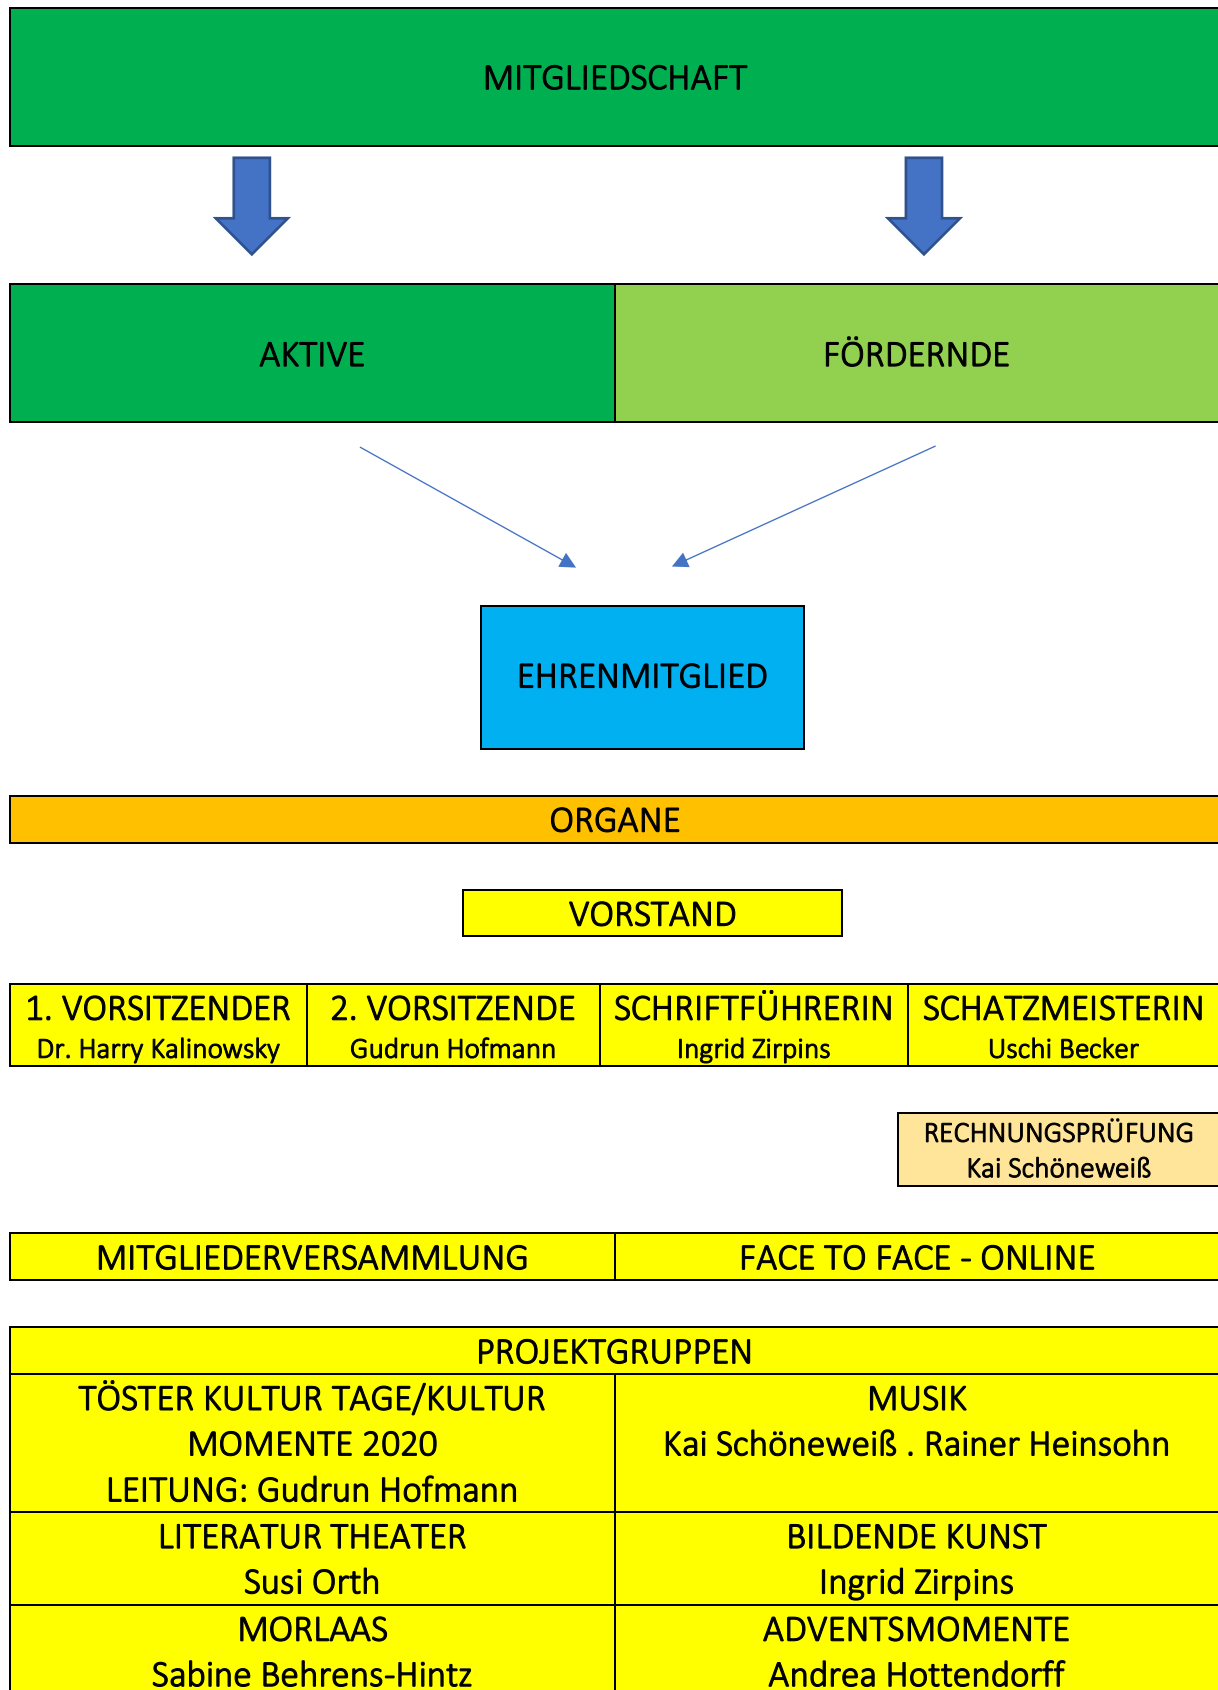 MITGLIEDSCHAFT
AKTIVE
FÖRDERNDE
EHRENMITGLIED
ORGANE
VORSTAND
1. VORSITZENDER
Dr. Harry Kalinowsky
2. VORSITZENDE
Gudrun Hofmann
SCHRIFTFÜHRERIN
Ingrid Zirpins
SCHATZMEISTERIN
Uschi Becker
RECHNUNGSPRÜFUNG
Kai Schöneweiß
MITGLIEDERVERSAMMLUNG
FACE TO FACE - ONLINE
PROJEKTGRUPPEN
TÖSTER KULTUR TAGE/KULTUR
MOMENTE 2020
LEITUNG: Gudrun Hofmann
MUSIK
Kai Schöneweiß . Rainer Heinsohn
LITERATUR THEATER
Susi Orth
BILDENDE KUNST
Ingrid Zirpins
MORLAAS
Sabine Behrens-Hintz
ADVENTSMOMENTE
Andrea Hottendorff